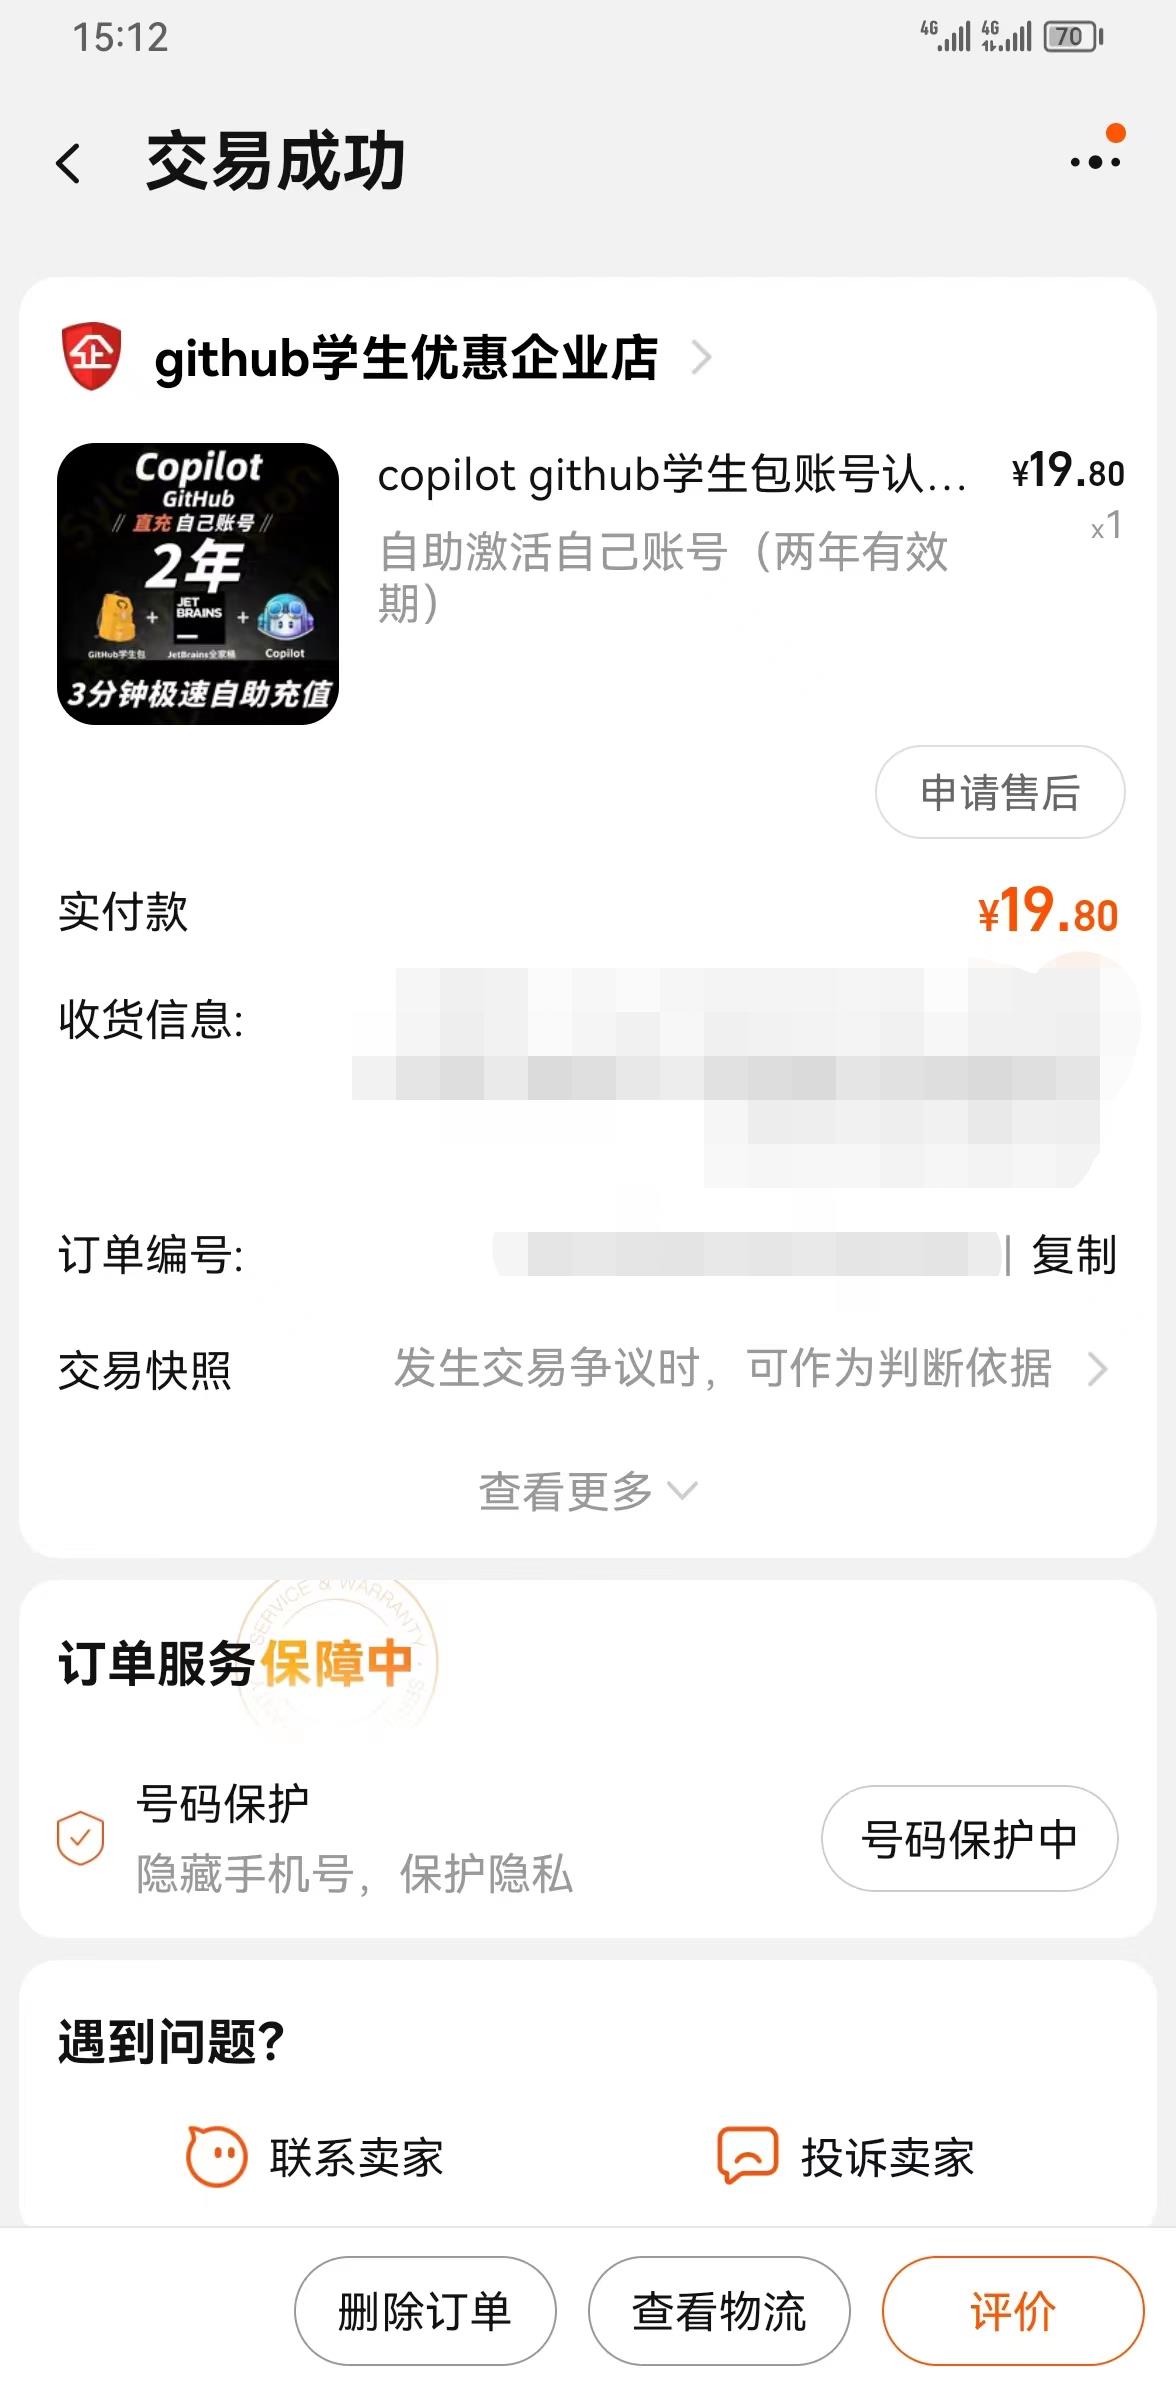 15:12
4G 4G 70
交易成功
企 github学生优惠企业店
Copilot
GitHub
// 直充 自己账号 //
2年
JET
BRAINS
+ +
GitHub学生包 JetBrains全家桶 Copilot
3分钟极速自助充值
copilot github学生包账号认... ¥19.80
x1
自助激活自己账号（两年有效
期）
申请售后
实付款 ¥19.80
收货信息:
订单编号: | 复制
交易快照 发生交易争议时，可作为判断依据
查看更多
SERVICE & WARRANTY
订单服务保障中
号码保护
隐藏手机号，保护隐私
号码保护中
遇到问题?
联系卖家 投诉卖家
删除订单 查看物流 评价